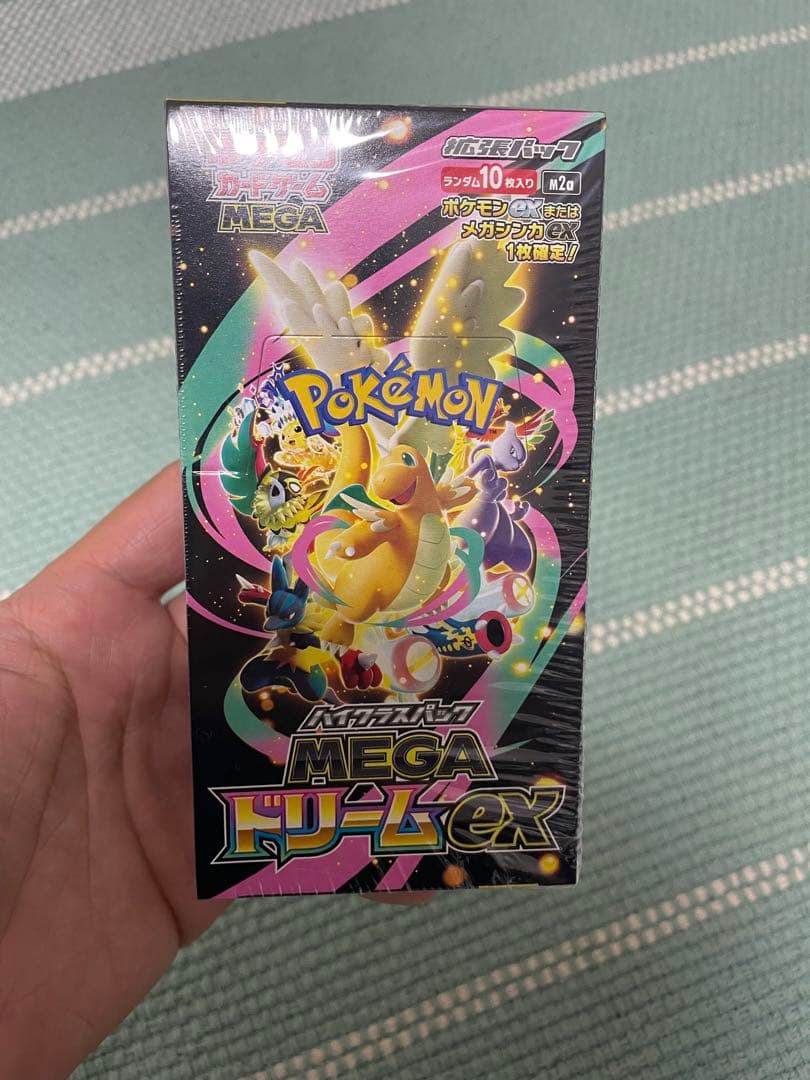 ポケモン
カードゲーム
MEGA
拡張パック
ランダム10枚入り
M2a
ポケモンexまたは
メガシンカex
1枚確定!
POKÉMON
TM
ハイクラスパック
MEGA
ドリームex